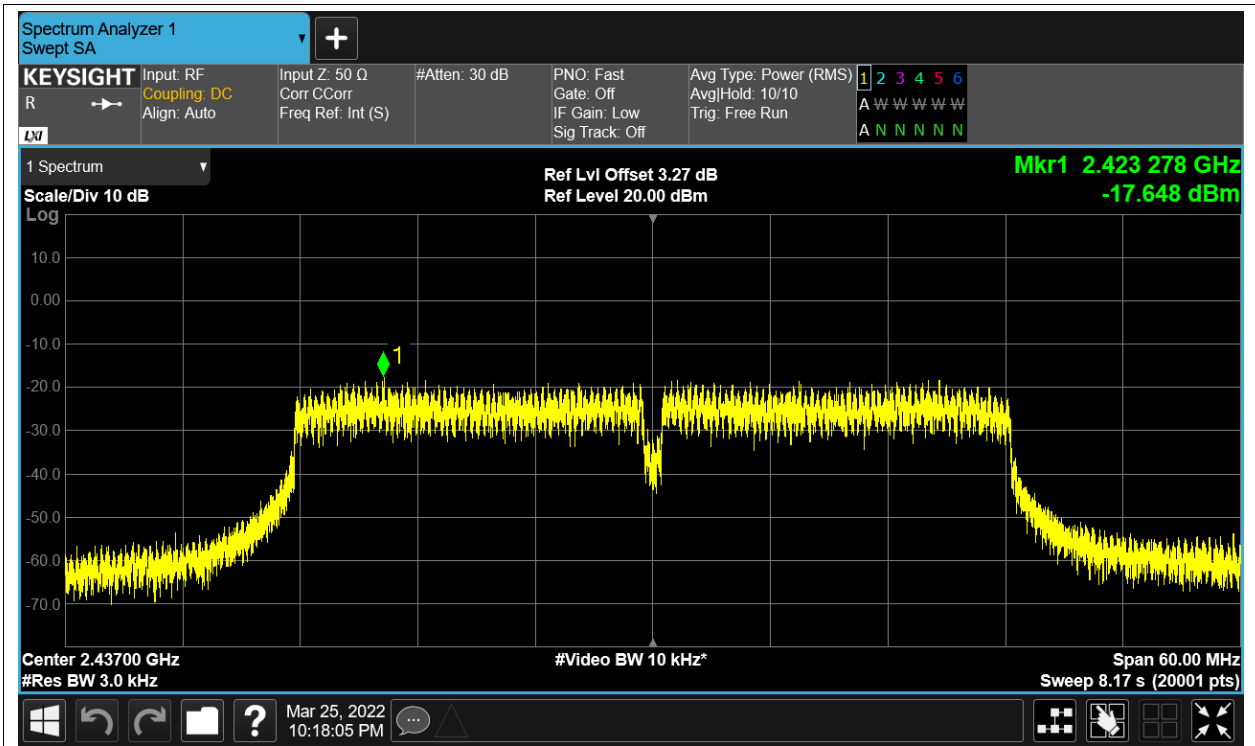 Spectrum Analyzer 1
Swept SA
KEYSIGHT
R
LXI
Input: RF
Coupling: DC
Align: Auto
Input Z: 50 Ω
Corr CCorr
Freq Ref: Int (S)
#Atten: 30 dB
PNO: Fast
Gate: Off
IF Gain: Low
Sig Track: Off
Avg Type: Power (RMS)
Avg|Hold: 10/10
Trig: Free Run
1 2 3 4 5 6
A W W W W W
A N N N N N
1 Spectrum
Scale/Div 10 dB
Log
Ref Lvl Offset 3.27 dB
Ref Level 20.00 dBm
Mkr1 2.423 278 GHz
-17.648 dBm
10.0
0.00
-10.0
-20.0
-30.0
-40.0
-50.0
-60.0
-70.0
1
Center 2.43700 GHz
#Res BW 3.0 kHz
#Video BW 10 kHz*
Span 60.00 MHz
Sweep 8.17 s (20001 pts)
?
Mar 25, 2022
10:18:05 PM